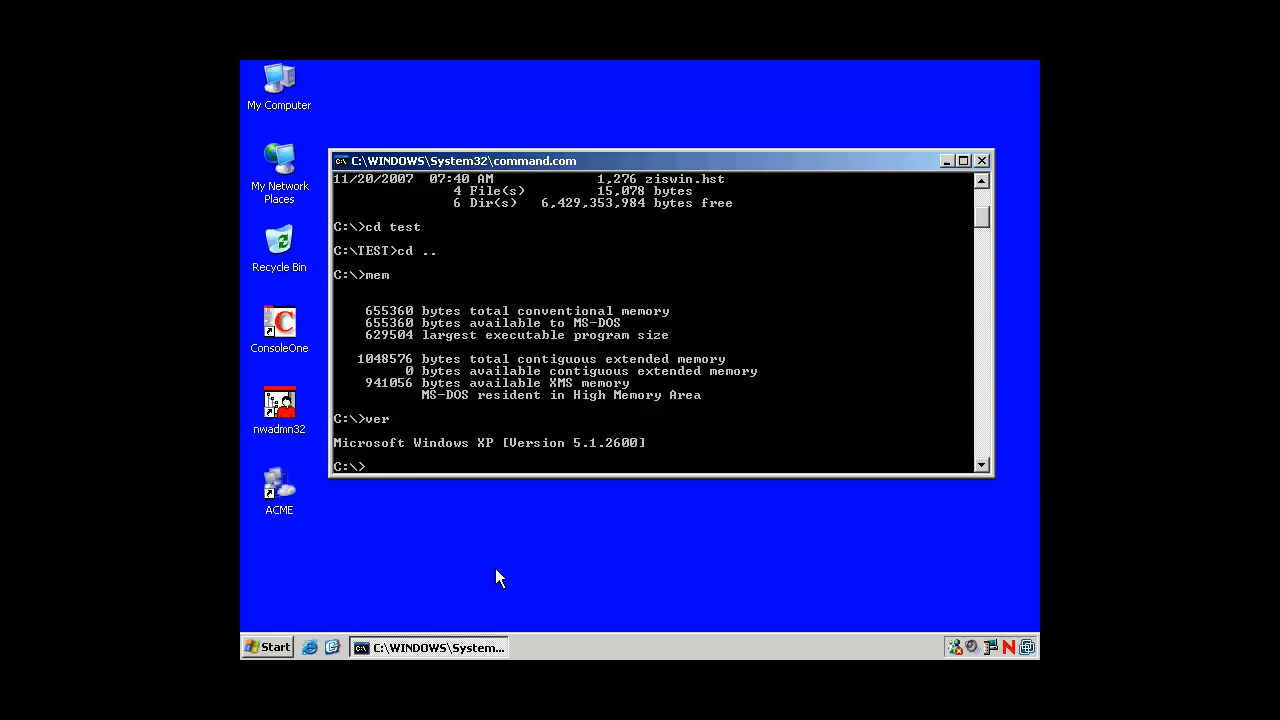 My Computer
My Network
Places
Recycle Bin
ConsoleOne
nwadmn32
ACME
C:\WINDOWS\System32\command.com
11/20/2007  07:40 AM             1,276 ziswin.hst
               4 File(s)          15,078 bytes
               6 Dir(s)   6,429,353,984 bytes free
C:\>cd test
C:\TEST>cd ..
C:\>mem
    655360 bytes total conventional memory
    655360 bytes available to MS-DOS
    629504 largest executable program size
   1048576 bytes total contiguous extended memory
         0 bytes available contiguous extended memory
    941056 bytes available XMS memory
           MS-DOS resident in High Memory Area
C:\>ver
Microsoft Windows XP [Version 5.1.2600]
C:\>
Start
C:\WINDOWS\System...